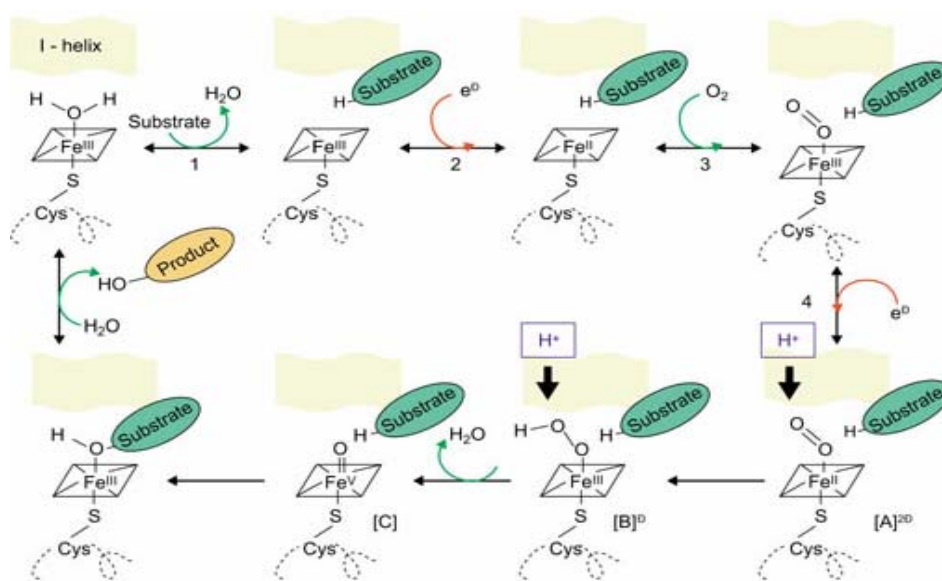 I - helix
H
H
O
Fe^III
S
Cys
Substrate
H₂O
1
Substrate
H
Fe^III
S
Cys
e^D
2
Substrate
H
Fe^II
S
Cys
O₂
3
Substrate
H
O
O
Fe^III
S
Cys
HO
Product
H₂O
4
e^D
H⁺
H⁺
Substrate
H
O
Fe^III
S
Cys
Substrate
H
O
Fe^V
S
Cys
[C]
H₂O
Substrate
H
H
O
O
Fe^III
S
Cys
[B]^D
Substrate
H
O
O
Fe^II
S
Cys
[A]^2D